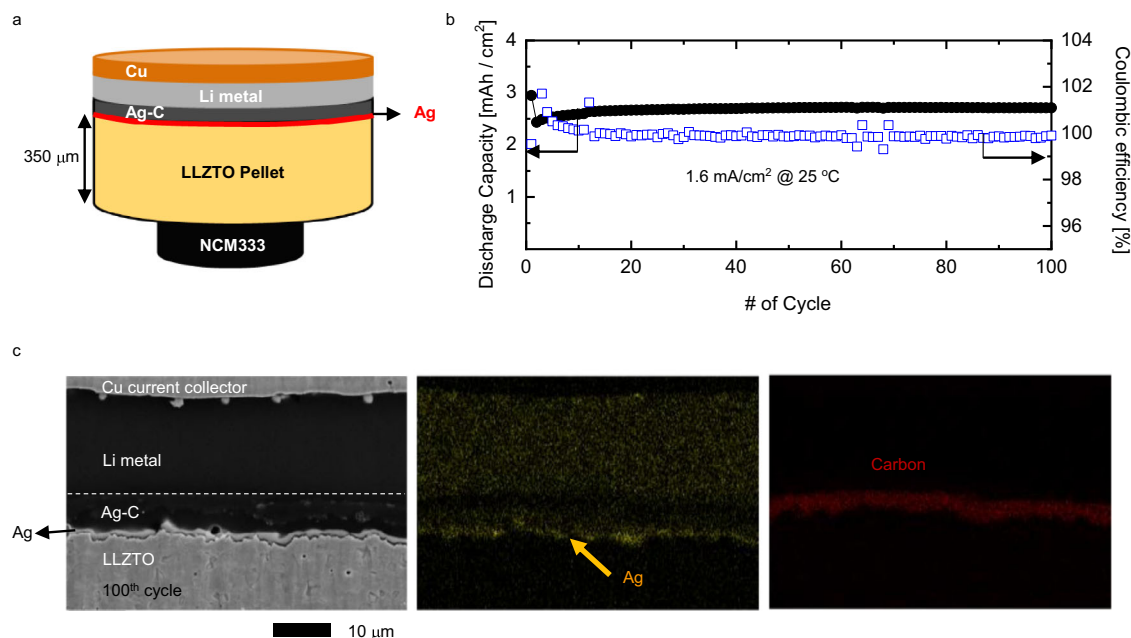 a
Cu
Li metal
Ag-C
Ag
350 μm
LLZTO Pellet
NCM333
b
Discharge Capacity [mAh / cm²]
4
3
2
1
104
102
100
98
96
Coulombic efficiency [%]
1.6 mA/cm² @ 25 ºC
0
20
40
60
80
100
# of Cycle
c
Cu current collector
Li metal
Ag-C
Ag
LLZTO
100th cycle
Ag
Carbon
10 μm